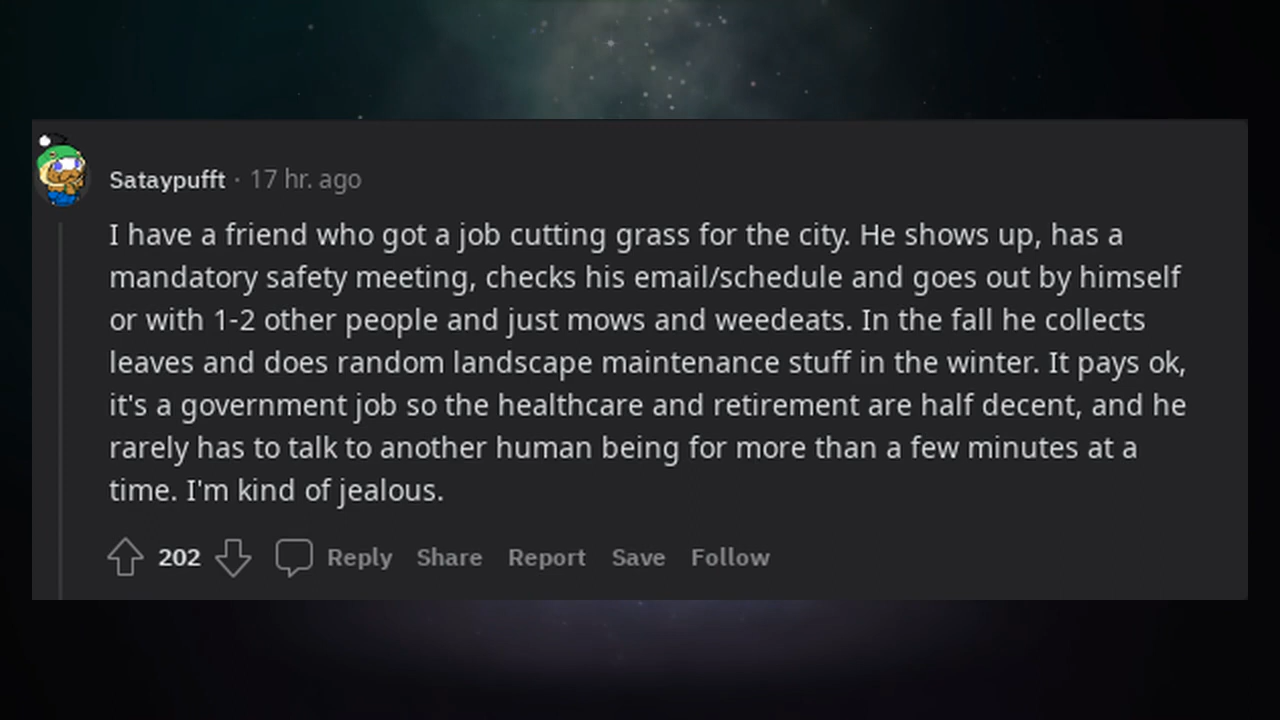 Sataypufft · 17 hr. ago
I have a friend who got a job cutting grass for the city. He shows up, has a
mandatory safety meeting, checks his email/schedule and goes out by himself
or with 1-2 other people and just mows and weedeats. In the fall he collects
leaves and does random landscape maintenance stuff in the winter. It pays ok,
it's a government job so the healthcare and retirement are half decent, and he
rarely has to talk to another human being for more than a few minutes at a
time. I'm kind of jealous.
202 Reply Share Report Save Follow